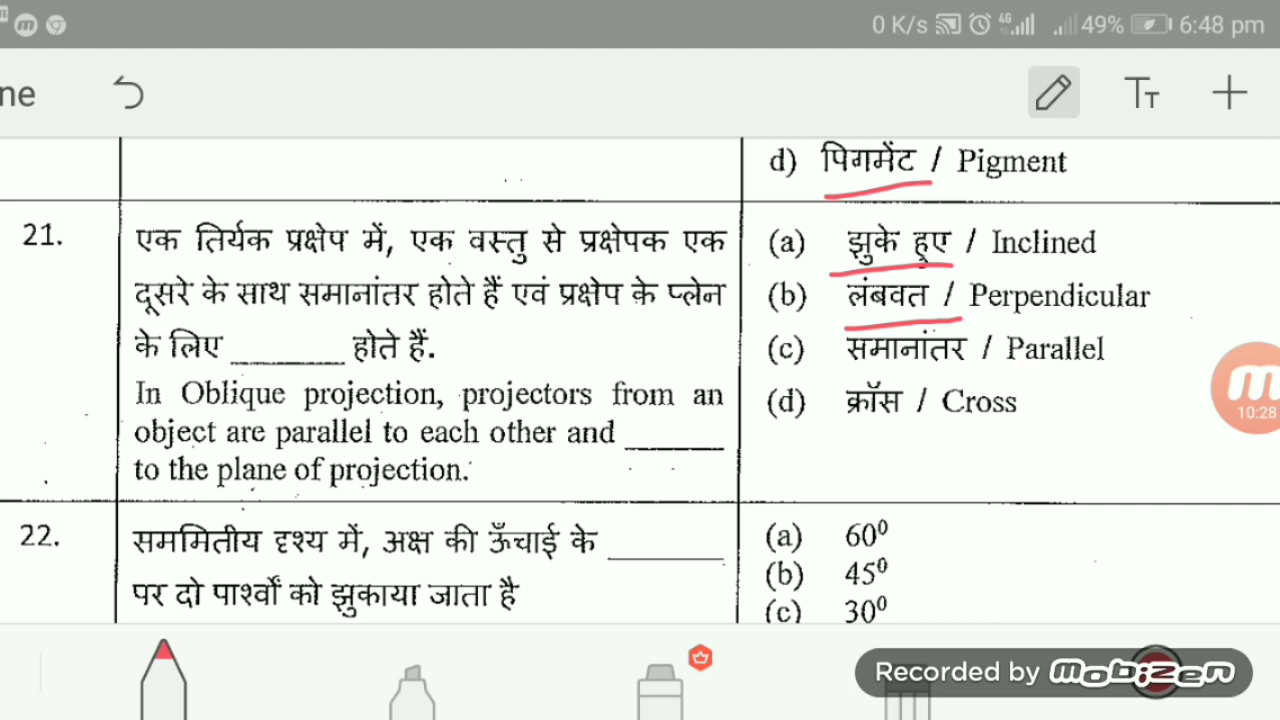 0 K/s 4G 49% 6:48 pm
ne
d) पिगमेंट / Pigment
21.
एक तिर्यक प्रक्षेप में, एक वस्तु से प्रक्षेपक एक
दूसरे के साथ समानांतर होते हैं एवं प्रक्षेप के प्लेन
के लिए ________ होते हैं.
In Oblique projection, projectors from an
object are parallel to each other and _______
to the plane of projection.
(a) झुके हूए / Inclined
(b) लंबवत / Perpendicular
(c) समानांतर / Parallel
(d) क्रॉस / Cross
m
10:28
22.
सममितीय दृश्य में, अक्ष की ऊँचाई के ________
पर दो पार्श्वों को झुकाया जाता है
(a) 60⁰
(b) 45⁰
(c) 30⁰
Recorded by mobizen